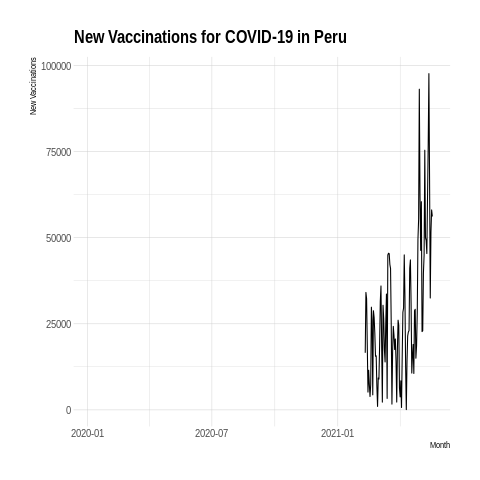 New Vaccinations for COVID-19 in Peru
New Vaccinations
100000
75000
50000
25000
0
2020-01 2020-07 2021-01
Month